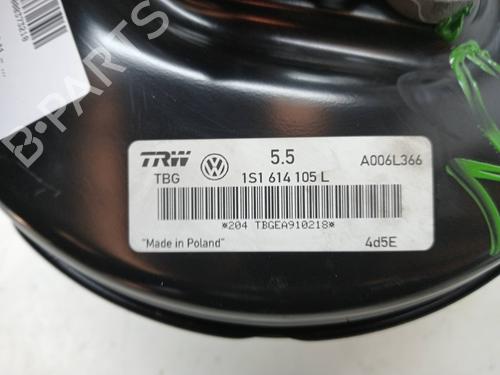 TRW 5.5 A006L366
TBG 1S1 614 105 L
*204 TBGEA910218*
"Made in Poland" 4d5E
B-PARTS